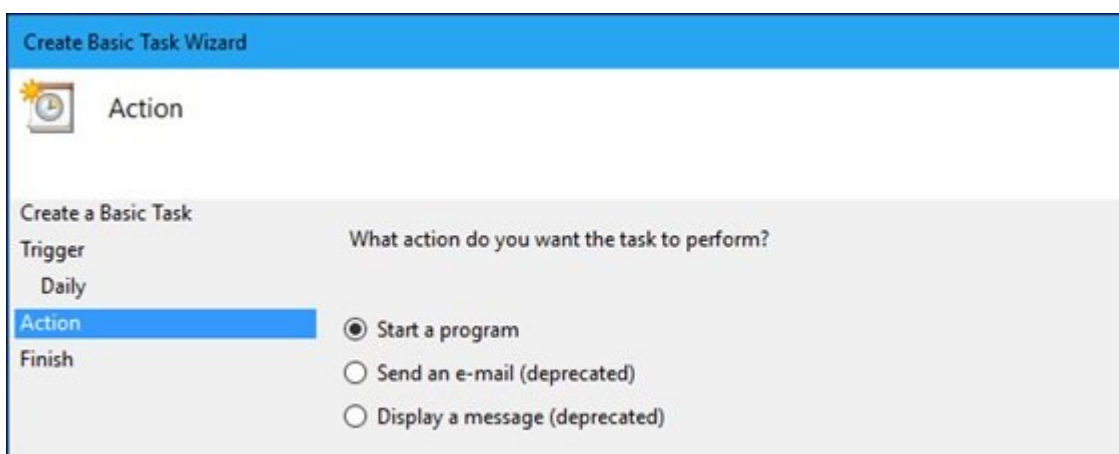 Create Basic Task Wizard
Action
Create a Basic Task
Trigger
Daily
Action
Finish
What action do you want the task to perform?
Start a program
Send an e-mail (deprecated)
Display a message (deprecated)